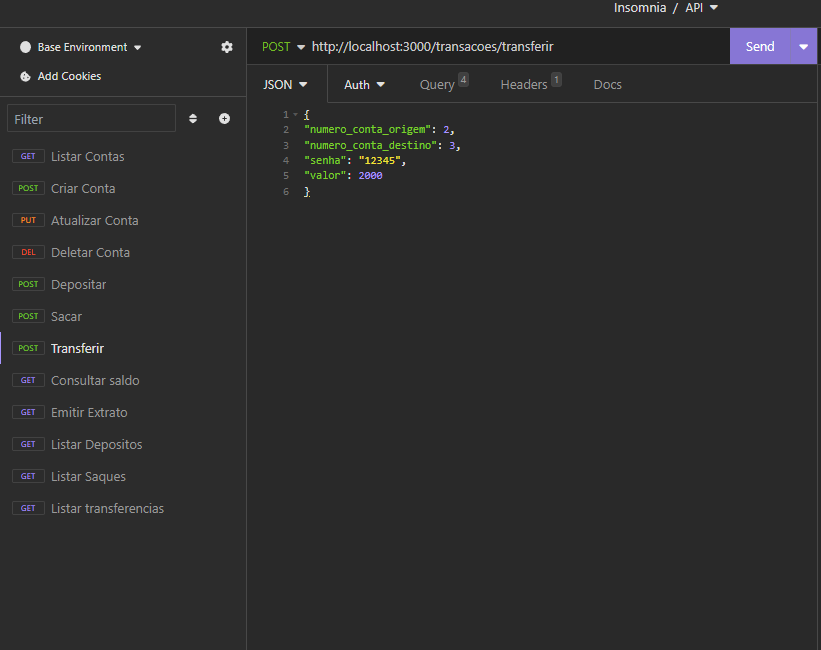 Insomnia / API
Base Environment
Add Cookies
Filter
GET Listar Contas
POST Criar Conta
PUT Atualizar Conta
DEL Deletar Conta
POST Depositar
POST Sacar
POST Transferir
GET Consultar saldo
GET Emitir Extrato
GET Listar Depositos
GET Listar Saques
GET Listar transferencias
POST http://localhost:3000/transacoes/transferir Send
JSON Auth Query 4 Headers 1 Docs
1 {
2 "numero_conta_origem": 2,
3 "numero_conta_destino": 3,
4 "senha": "12345",
5 "valor": 2000
6 }